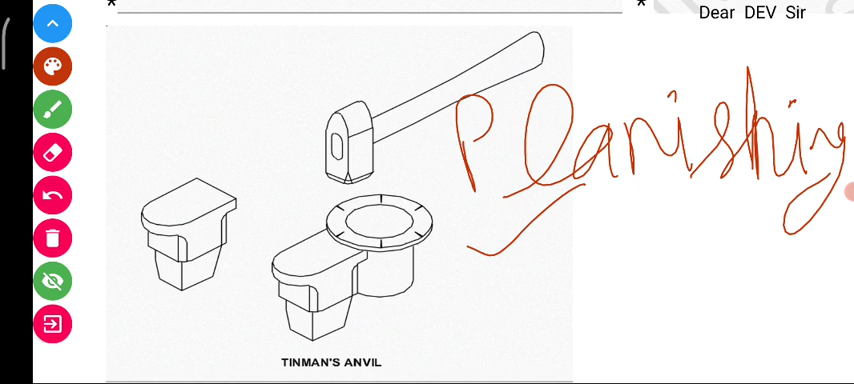 *
*
Dear DEV Sir
Planishing
TINMAN'S ANVIL